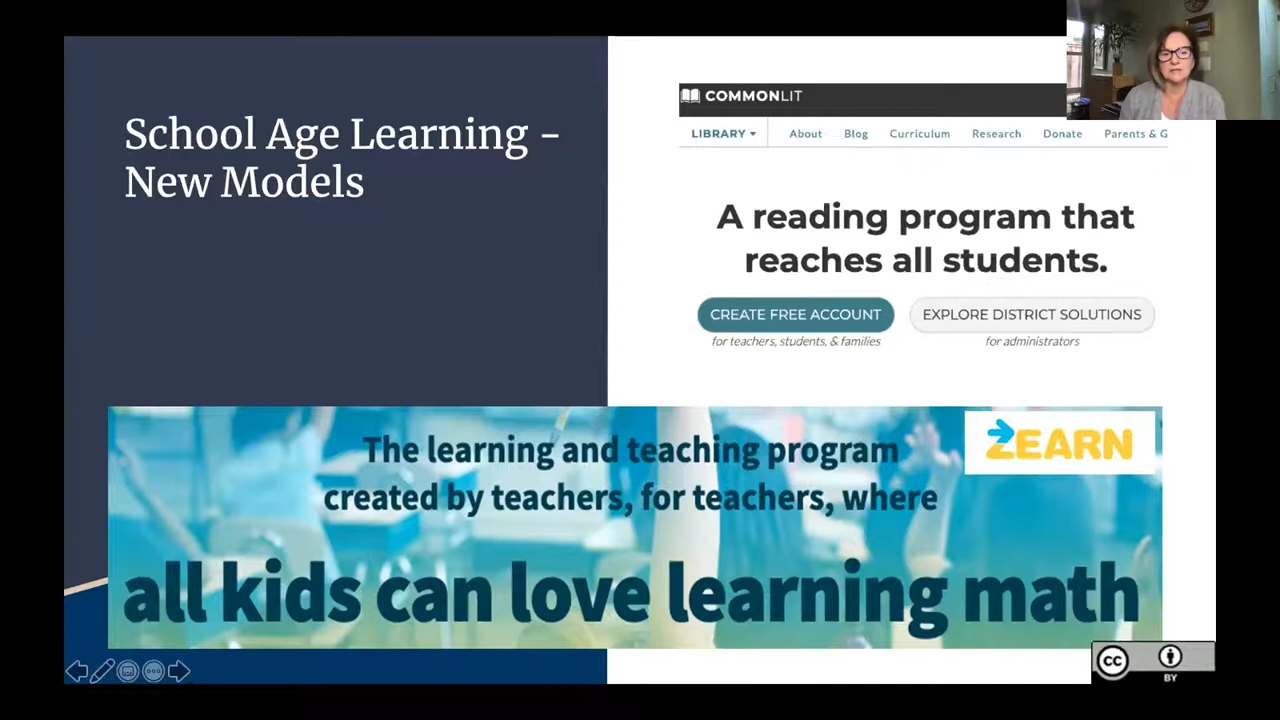 School Age Learning -
New Models
COMMONLIT
LIBRARY About Blog Curriculum Research Donate Parents & G
A reading program that
reaches all students.
CREATE FREE ACCOUNT EXPLORE DISTRICT SOLUTIONS
for teachers, students, & families for administrators
The learning and teaching program
created by teachers, for teachers, where
all kids can love learning math
ZEARN
cc
BY